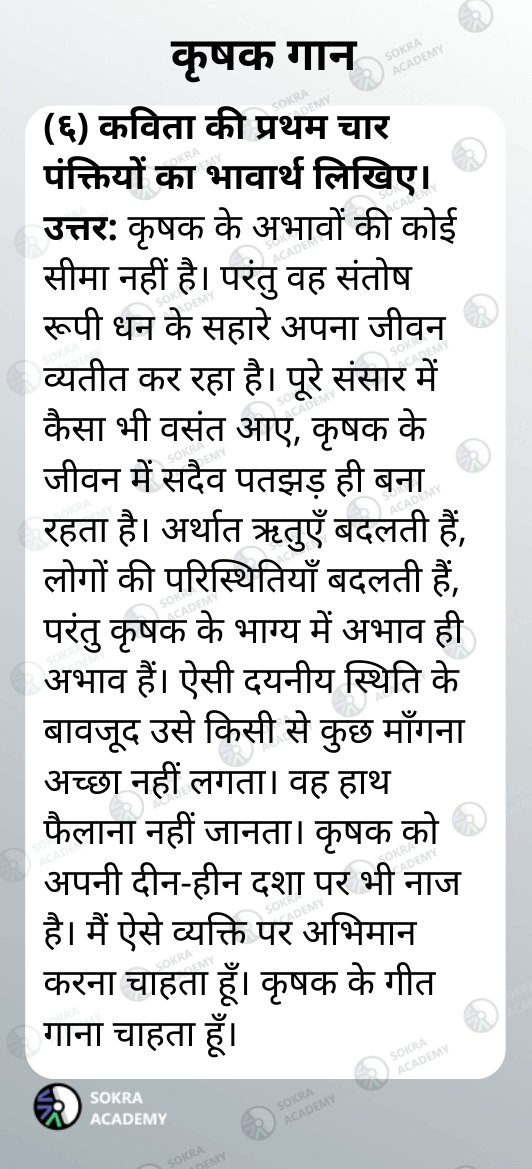 कृषक गान
(६) कविता की प्रथम चार
पंक्तियों का भावार्थ लिखिए।
उत्तर: कृषक के अभावों की कोई
सीमा नहीं है। परंतु वह संतोष
रूपी धन के सहारे अपना जीवन
व्यतीत कर रहा है। पूरे संसार में
कैसा भी वसंत आए, कृषक के
जीवन में सदैव पतझड़ ही बना
रहता है। अर्थात ऋतुएँ बदलती हैं,
लोगों की परिस्थितियाँ बदलती हैं,
परंतु कृषक के भाग्य में अभाव ही
अभाव हैं। ऐसी दयनीय स्थिति के
बावजूद उसे किसी से कुछ माँगना
अच्छा नहीं लगता। वह हाथ
फैलाना नहीं जानता। कृषक को
अपनी दीन-हीन दशा पर भी नाज
है। मैं ऐसे व्यक्ति पर अभिमान
करना चाहता हूँ। कृषक के गीत
गाना चाहता हूँ।
SOKRA
ACADEMY